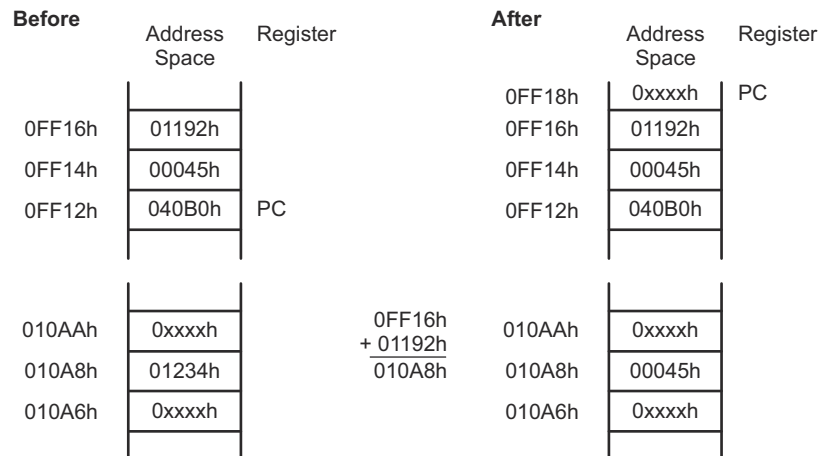 Before
Address Space
Register
0FF16h 01192h
0FF14h 00045h
0FF12h 040B0h PC
010AAh 0xxxxh
010A8h 01234h
010A6h 0xxxxh
0FF16h
+ 01192h
010A8h
After
Address Space
Register
0FF18h 0xxxxh PC
0FF16h 01192h
0FF14h 00045h
0FF12h 040B0h
010AAh 0xxxxh
010A8h 00045h
010A6h 0xxxxh